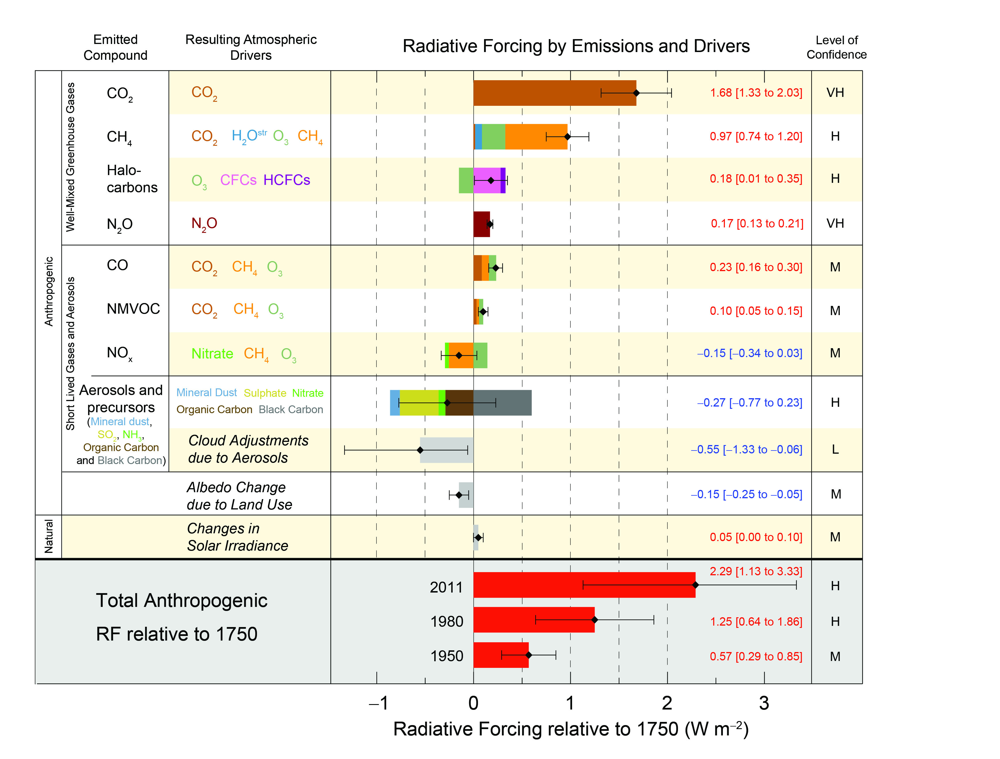 Emitted
Compound
Resulting Atmospheric
Drivers
Radiative Forcing by Emissions and Drivers
Level of
Confidence
Anthropogenic
Well-Mixed Greenhouse Gases
CO₂
CO₂
1.68 [1.33 to 2.03]
VH
CH₄
CO₂ H₂Oˢᵗʳ O₃ CH₄
0.97 [0.74 to 1.20]
H
Halo-
carbons
O₃ CFCs HCFCs
0.18 [0.01 to 0.35]
H
N₂O
N₂O
0.17 [0.13 to 0.21]
VH
Short Lived Gases and Aerosols
CO
CO₂ CH₄ O₃
0.23 [0.16 to 0.30]
M
NMVOC
CO₂ CH₄ O₃
0.10 [0.05 to 0.15]
M
NOₓ
Nitrate CH₄ O₃
−0.15 [−0.34 to 0.03]
M
Aerosols and
precursors
(Mineral dust,
SO₂, NH₃,
Organic Carbon
and Black Carbon)
Mineral Dust Sulphate Nitrate
Organic Carbon Black Carbon
−0.27 [−0.77 to 0.23]
H
Cloud Adjustments
due to Aerosols
−0.55 [−1.33 to −0.06]
L
Albedo Change
due to Land Use
−0.15 [−0.25 to −0.05]
M
Natural
Changes in
Solar Irradiance
0.05 [0.00 to 0.10]
M
Total Anthropogenic
RF relative to 1750
2011
2.29 [1.13 to 3.33]
H
1980
1.25 [0.64 to 1.86]
H
1950
0.57 [0.29 to 0.85]
M
−1 0 1 2 3
Radiative Forcing relative to 1750 (W m⁻²)